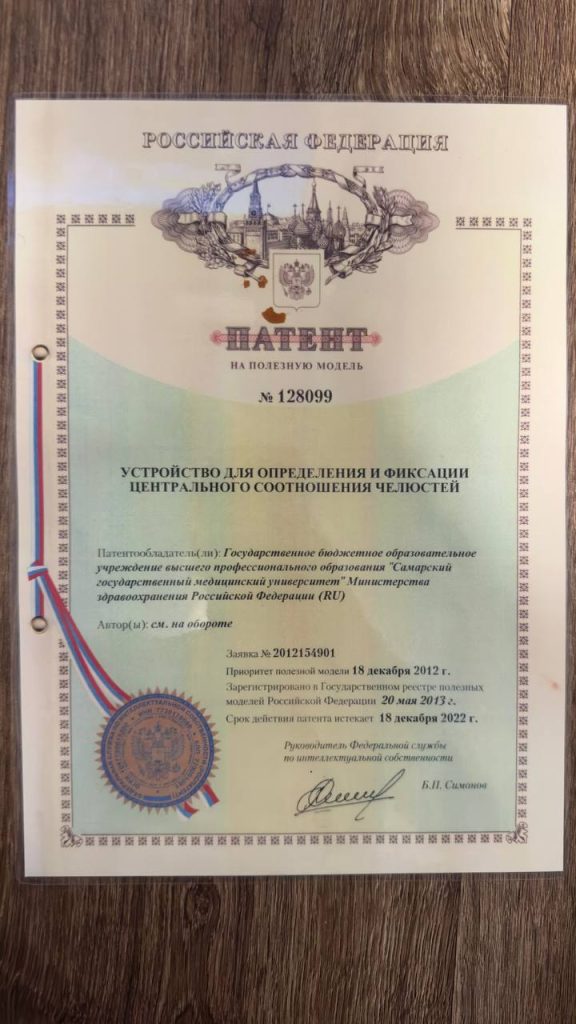 РОССИЙСКАЯ ФЕДЕРАЦИЯ
ПАТЕНТ
НА ПОЛЕЗНУЮ МОДЕЛЬ
№ 128099
УСТРОЙСТВО ДЛЯ ОПРЕДЕЛЕНИЯ И ФИКСАЦИИ
ЦЕНТРАЛЬНОГО СООТНОШЕНИЯ ЧЕЛЮСТЕЙ
Патентообладатель(ли): Государственное бюджетное образовательное
учреждение высшего профессионального образования "Самарский
государственный медицинский университет" Министерства
здравоохранения Российской Федерации (RU)
Автор(ы): см. на обороте
Заявка № 2012154901
Приоритет полезной модели 18 декабря 2012 г.
Зарегистрировано в Государственном реестре полезных
моделей Российской Федерации 20 мая 2013 г.
Срок действия патента истекает 18 декабря 2022 г.
Руководитель Федеральной службы
по интеллектуальной собственности
Б.П. Симонов